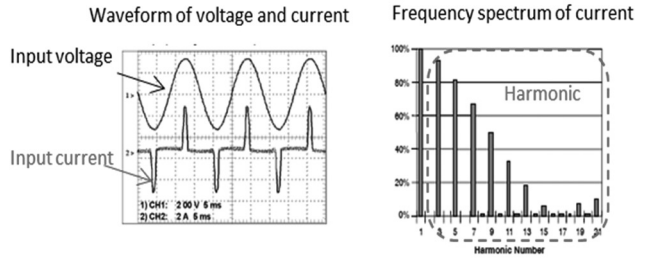 Waveform of voltage and current
Input voltage
1>
Input current
2>
1) CH1: 200 V 5 ms
2) CH2: 2 A 5 ms
Frequency spectrum of current
100%
80%
60%
40%
20%
0%
Harmonic
1 3 5 7 9 11 13 15 17 19 21
Harmonic Number